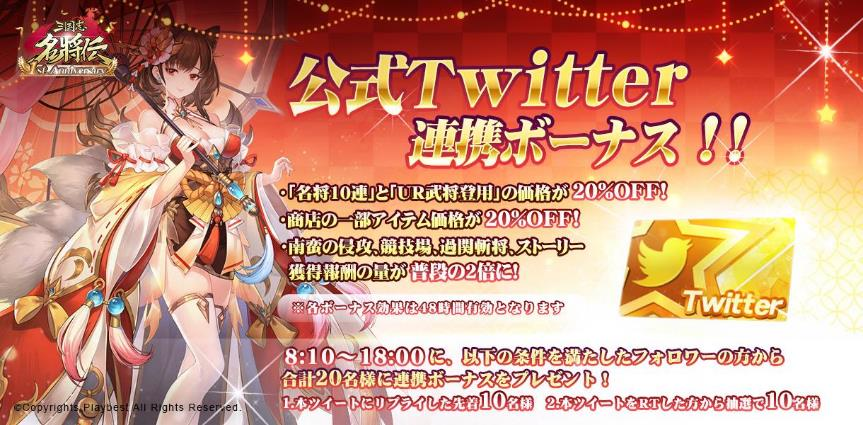 三国志
名將伝
1st Anniversary
公式Twitter
連携ボーナス!!
・「名将10連」と「UR武将登用」の価格が 20%OFF!
・商店の一部アイテム価格が 20%OFF!
・南蛮の侵攻、競技場、過関斬将、ストーリー
獲得報酬の量が 普段の2倍に!
※各ボーナス効果は48時間有効となります
Twitter
8:10～18:00に、以下の条件を満たしたフォロワーの方から
合計20名様に連携ボーナスをプレゼント!
1.本ツイートにリプライした先着10名様 2.本ツイートをRTした方から抽選で10名様
©Copyrights,Playbest All Rights Reserved.